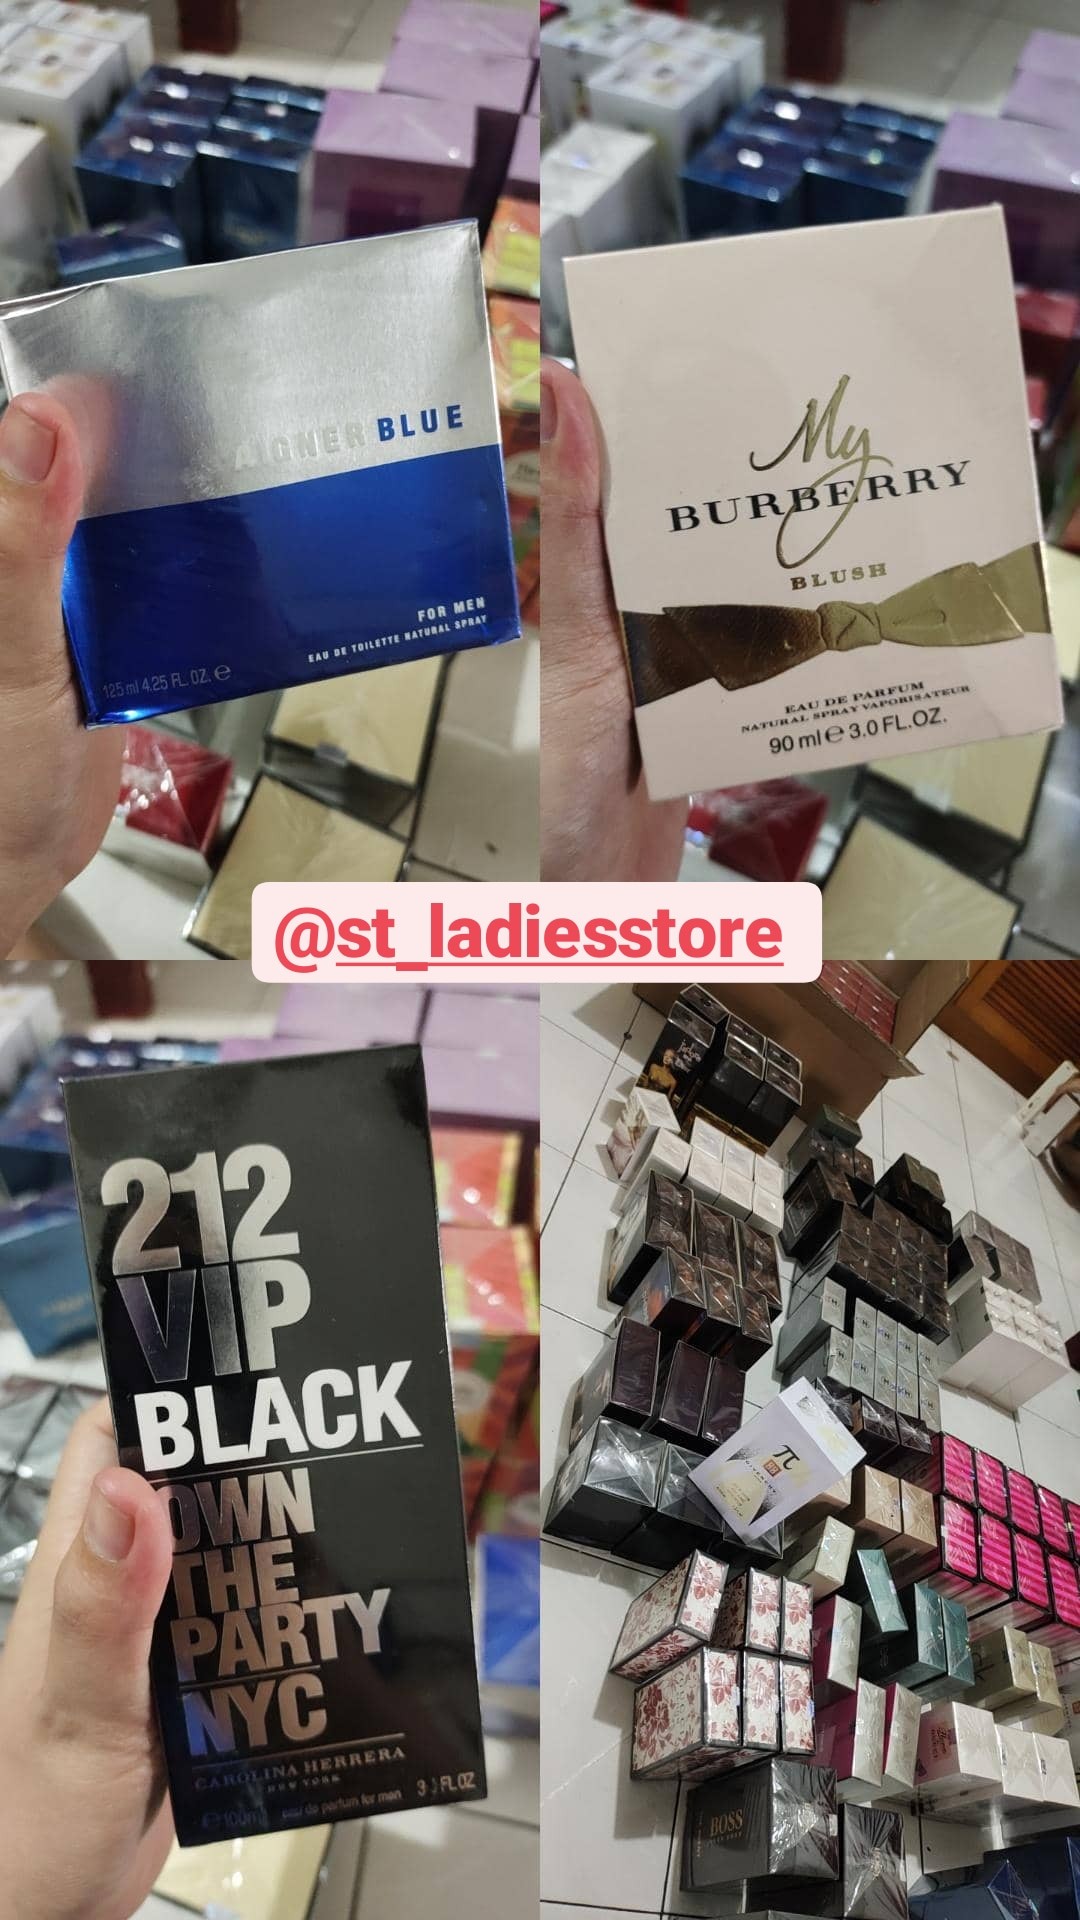 AIGNER BLUE
FOR MEN
EAU DE TOILETTE NATURAL SPRAY
125 ml 4.25 FL.OZ. ℮
My
BURBERRY
BLUSH
EAU DE PARFUM
NATURAL SPRAY VAPORISATEUR
90 ml ℮ 3.0 FL.OZ.
@st_ladiesstore
212
VIP
BLACK
OWN
THE
PARTY
NYC
CAROLINA HERRERA
NEW YORK
eau de parfum for men
FL.OZ
π
GIVENCHY
BOSS